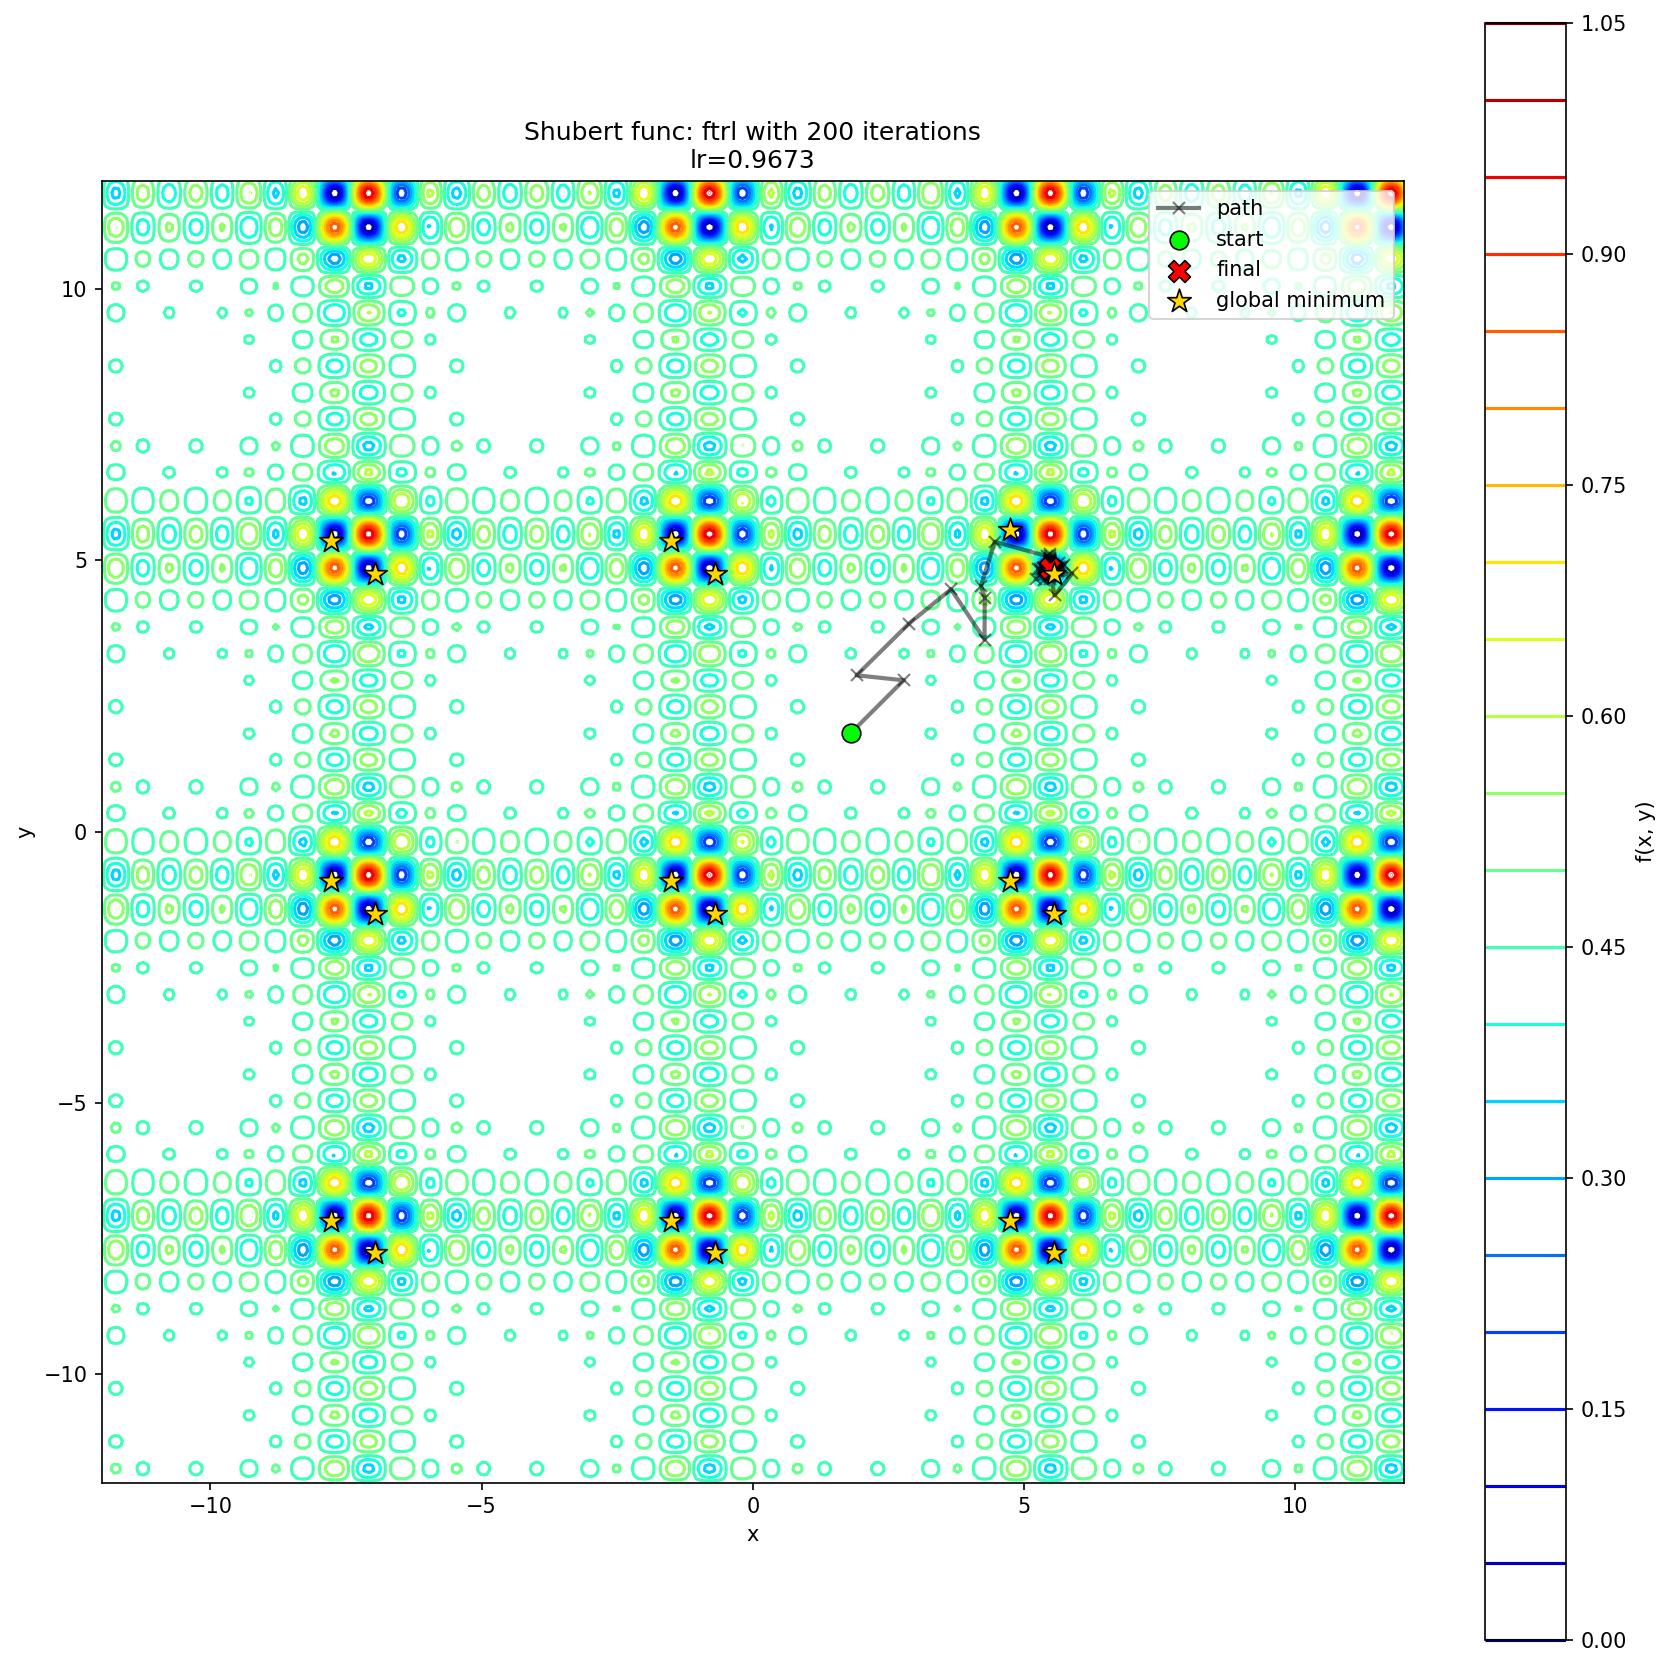 Shubert func: ftrl with 200 iterations
lr=0.9673
path
start
final
global minimum
10
5
0
−5
−10
y
−10
−5
0
5
10
x
1.05
0.90
0.75
0.60
0.45
0.30
0.15
0.00
f(x, y)